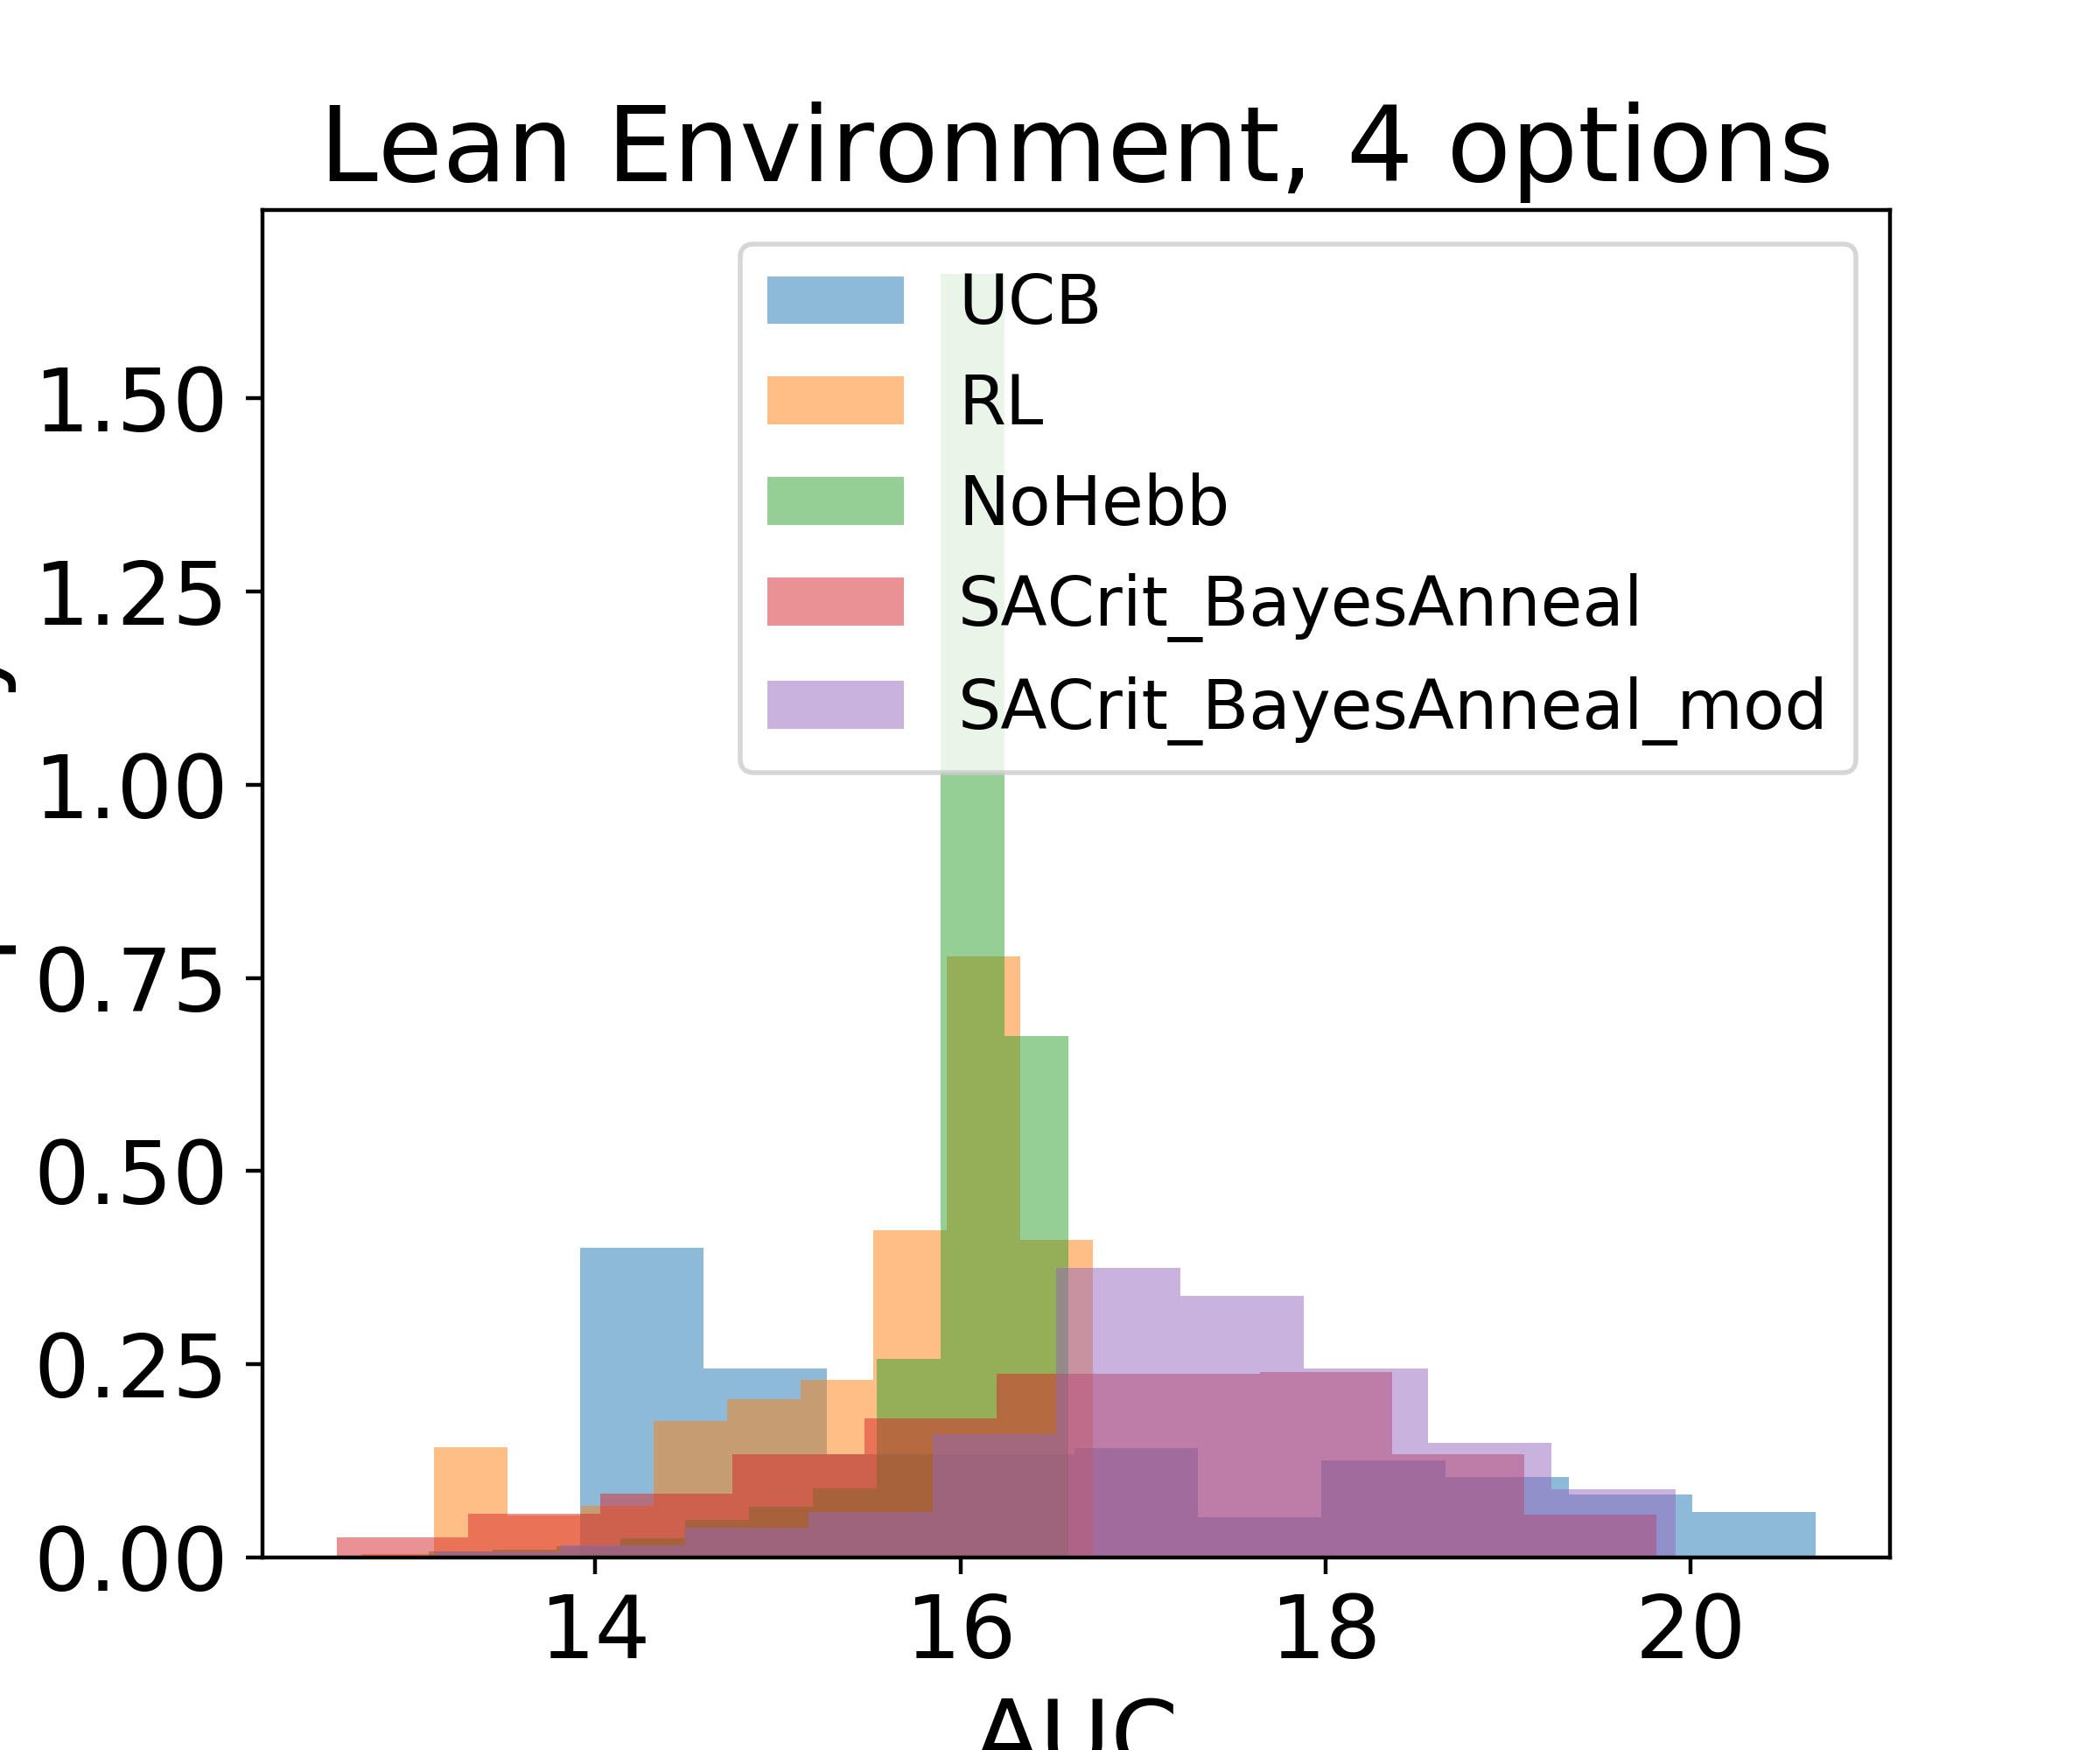 Lean Environment, 4 options
UCB
RL
NoHebb
SACrit_BayesAnneal
SACrit_BayesAnneal_mod
1.50
1.25
1.00
0.75
0.50
0.25
0.00
14 16 18 20
AUC